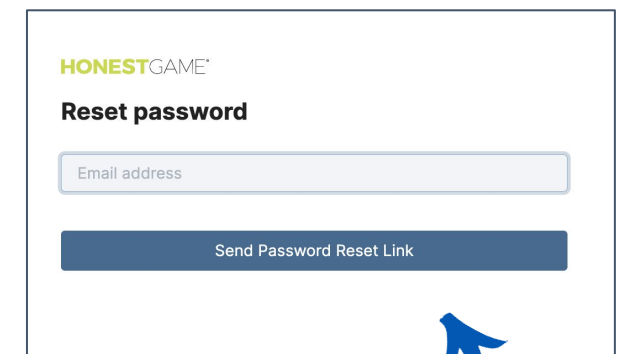 HONESTGAME
Reset password
Email address
Send Password Reset Link